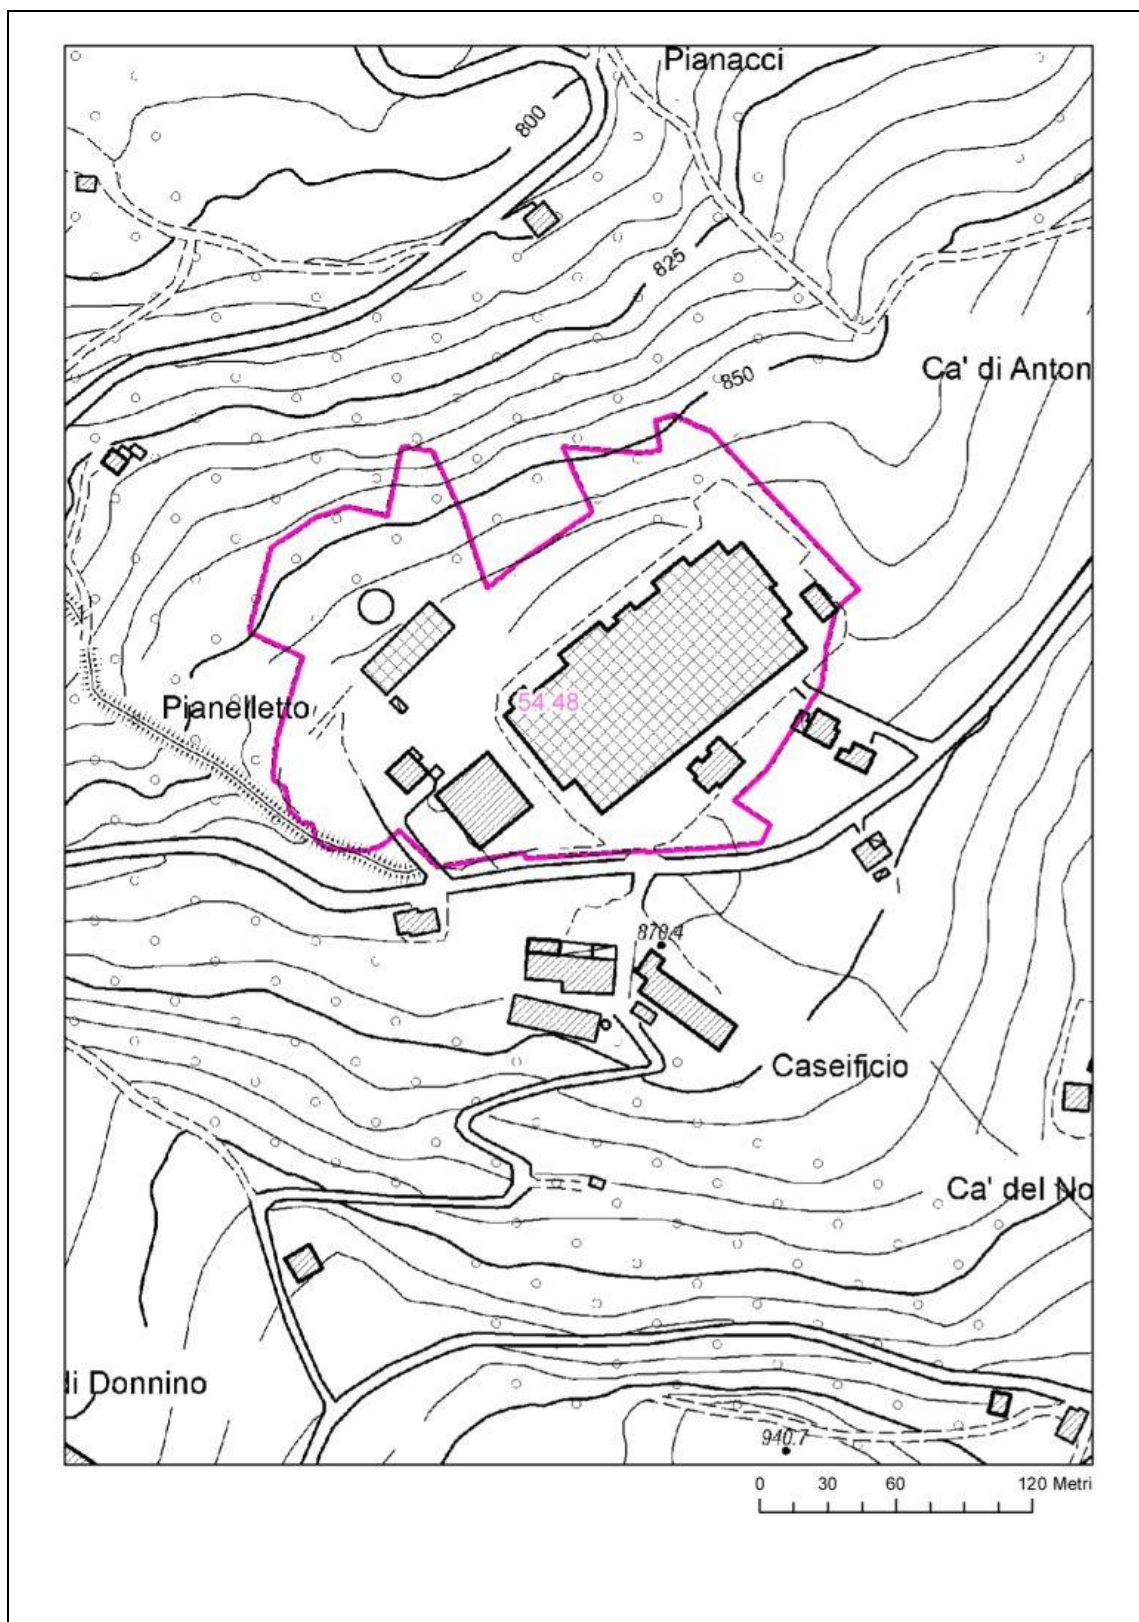 Pianacci
800
825
Ca' di Anton
850
54.48
Pianelletto
870.4
Caseificio
Ca' del No
di Donnino
940.7
0 30 60 120 Metri